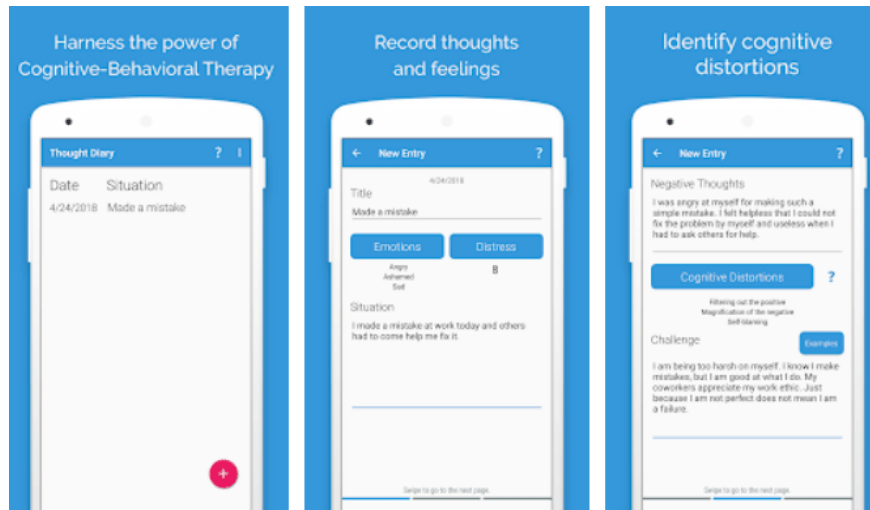 Harness the power of
Cognitive-Behavioral Therapy
Thought Diary ?
Date Situation
4/24/2018 Made a mistake
+
Record thoughts
and feelings
← New Entry ?
4/24/2018
Title
Made a mistake
Emotions Distress
Angry 8
Ashamed
Sad
Situation
I made a mistake at work today and others
had to come help me fix it.
Swipe to go to the next page.
Identify cognitive
distortions
← New Entry ?
Negative Thoughts
I was angry at myself for making such a
simple mistake. I felt helpless that I could not
fix the problem by myself and useless when I
had to ask others for help.
Cognitive Distortions ?
Filtering out the positive
Magnification of the negative
Self-blaming
Challenge Examples
I am being too harsh on myself. I know I make
mistakes, but I am good at what I do. My
coworkers appreciate my work ethic. Just
because I am not perfect does not mean I am
a failure.
Swipe to go to the next page.